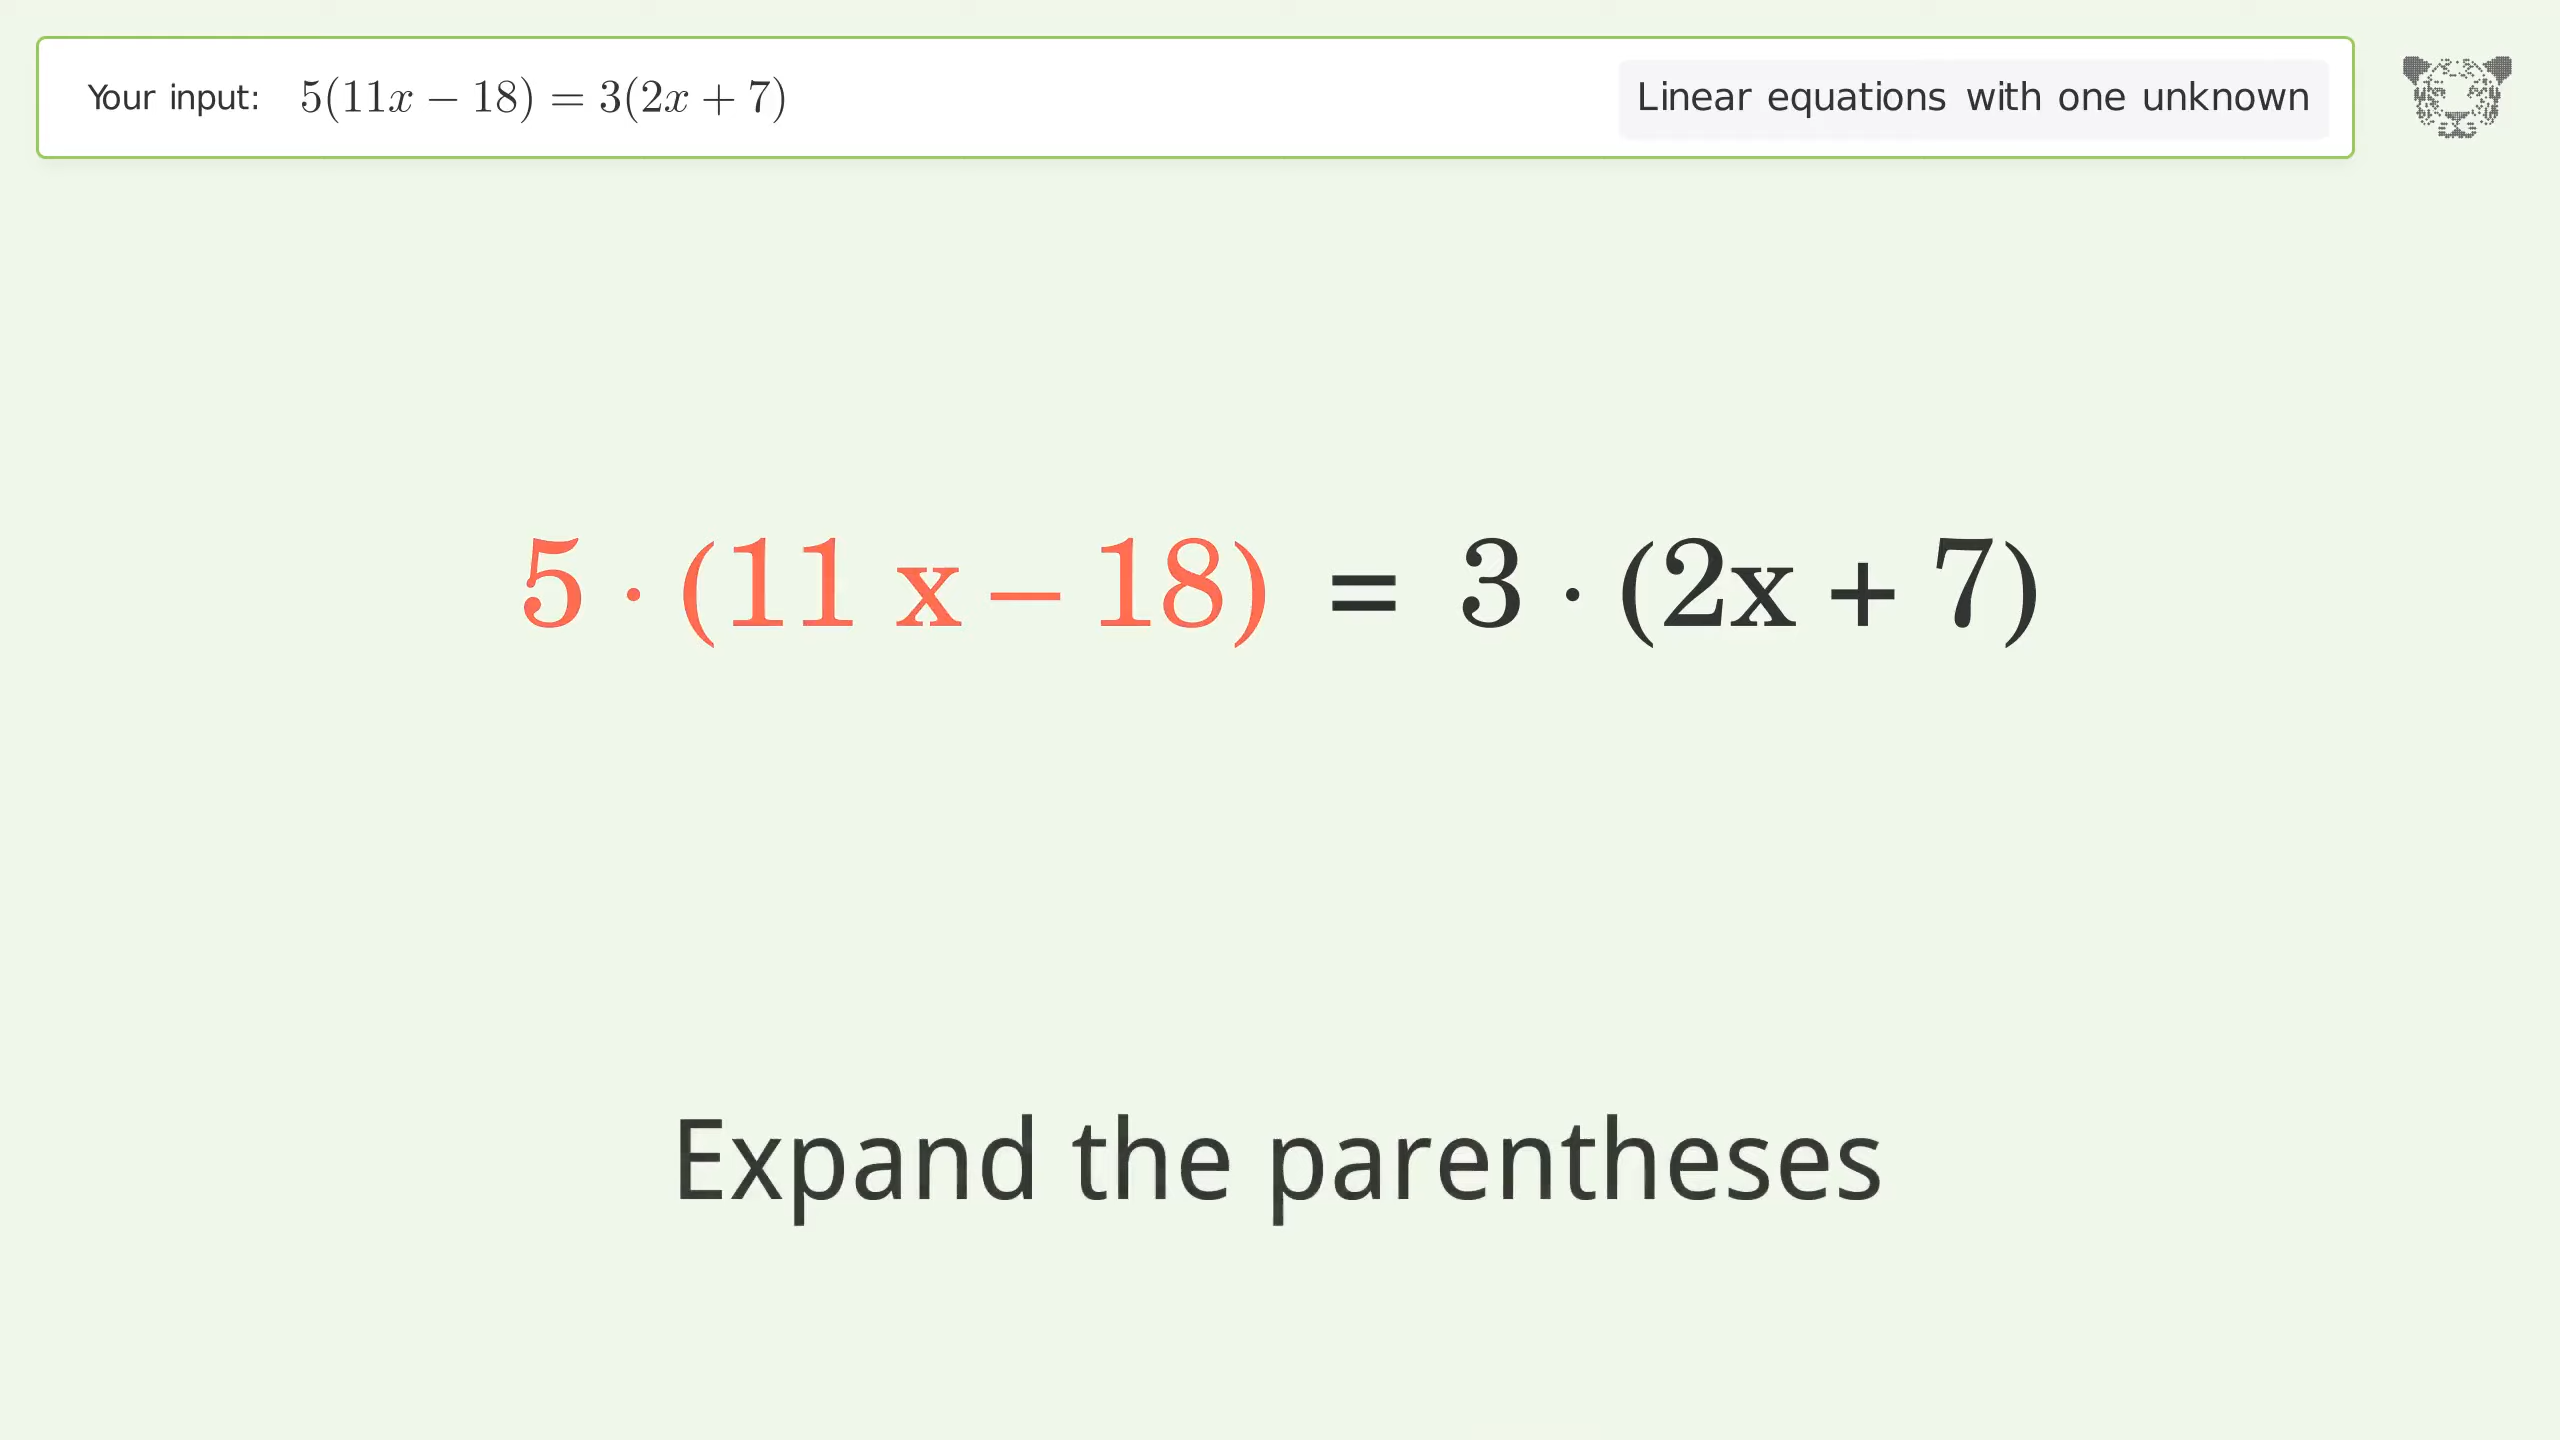 Your input: 5(11x − 18) = 3(2x + 7) Linear equations with one unknown
5 · (11 x − 18) = 3 · (2x + 7)
Expand the parentheses